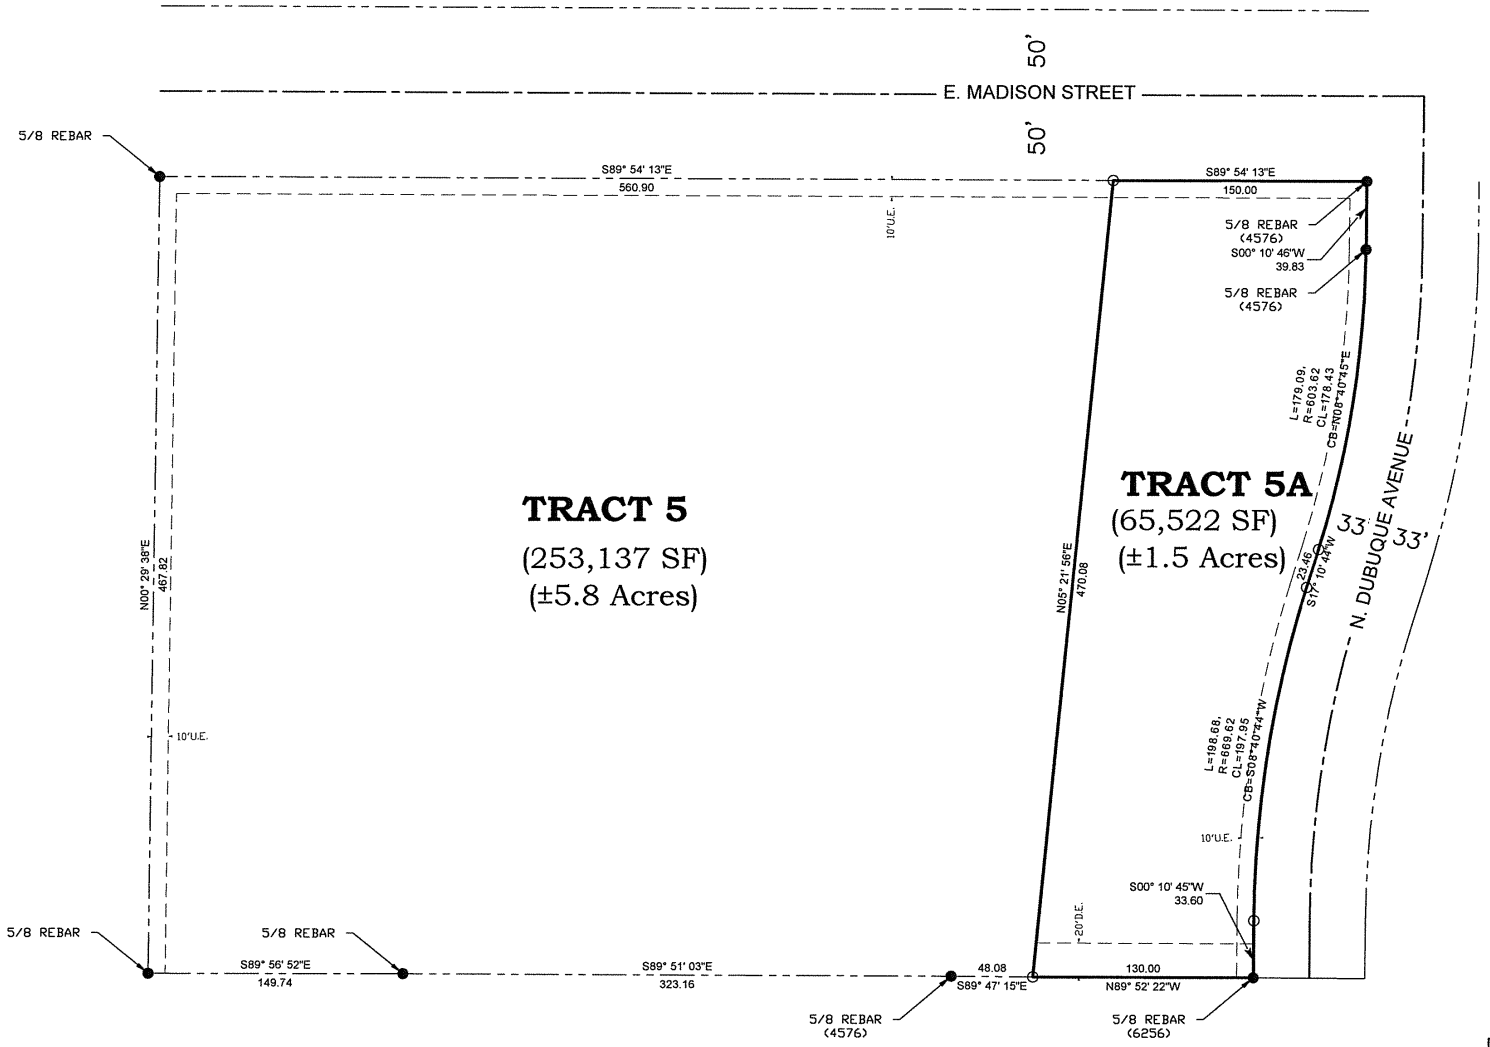 50'
E. MADISON STREET
50'
5/8 REBAR
S89° 54' 13"E
560.90
S89° 54' 13"E
150.00
10'U.E.
5/8 REBAR
(4576)
S00° 10' 46"W
39.83
5/8 REBAR
(4576)
L=179.09,
R=603.62
CL=178.43
CB=N08°40'45"E
TRACT 5
(253,137 SF)
(±5.8 Acres)
TRACT 5A
(65,522 SF)
(±1.5 Acres)
N00° 29' 38"E
467.82
N05° 21' 56"E
470.08
23.46
S17° 10' 44"W
33'
33'
N. DUBUQUE AVENUE
10'U.E.
L=198.68,
R=669.62
CL=197.95
CB=S08°40'44"W
10'U.E.
S00° 10' 45"W
33.60
20'D.E.
5/8 REBAR
5/8 REBAR
S89° 56' 52"E
149.74
S89° 51' 03"E
323.16
48.08
S89° 47' 15"E
130.00
N89° 52' 22"W
5/8 REBAR
(4576)
5/8 REBAR
(6256)